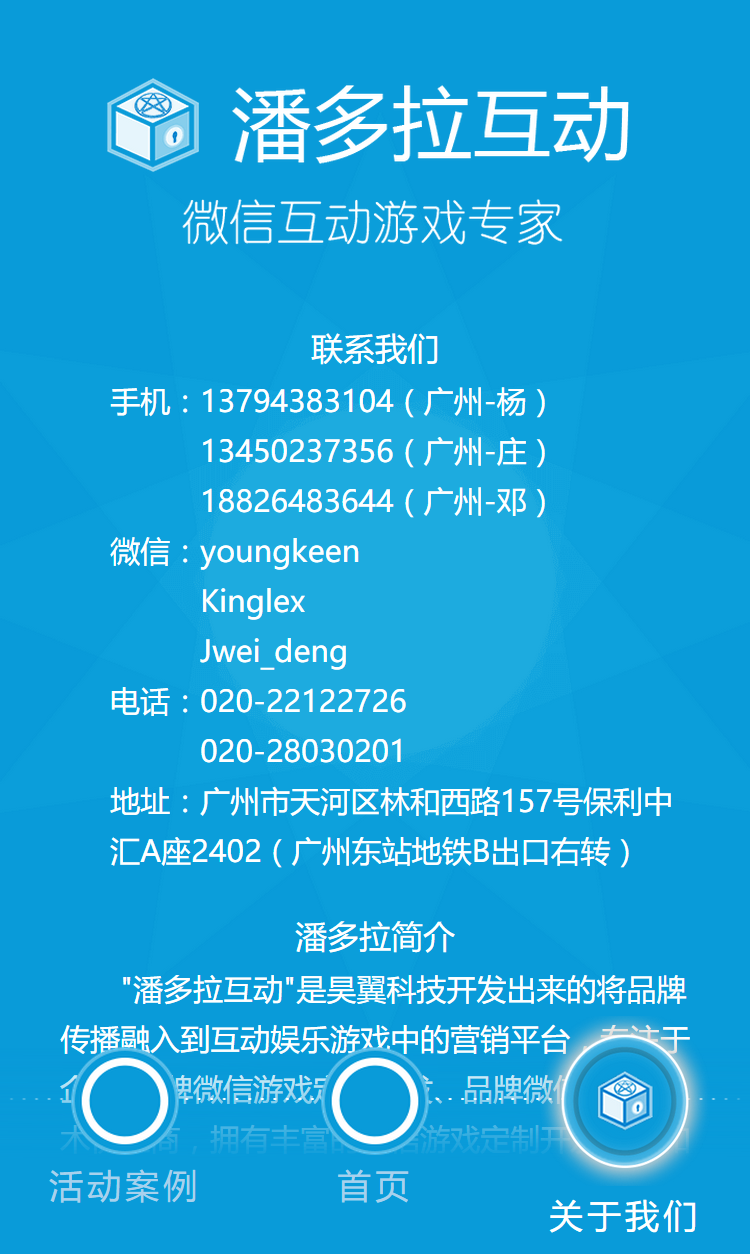 潘多拉互动
微信互动游戏专家
联系我们
手机：13794383104（广州-杨）
13450237356（广州-庄）
18826483644（广州-邓）
微信：youngkeen
Kinglex
Jwei_deng
电话：020-22122726
020-28030201
地址：广州市天河区林和西路157号保利中
汇A座2402（广州东站地铁B出口右转）
潘多拉简介
"潘多拉互动"是昊翼科技开发出来的将品牌
传播融入到互动娱乐游戏中的营销平台，专注于
企 牌微信游戏定 、品牌微信
术 商，拥有丰富的 信游戏定制开
活动案例
首页
关于我们